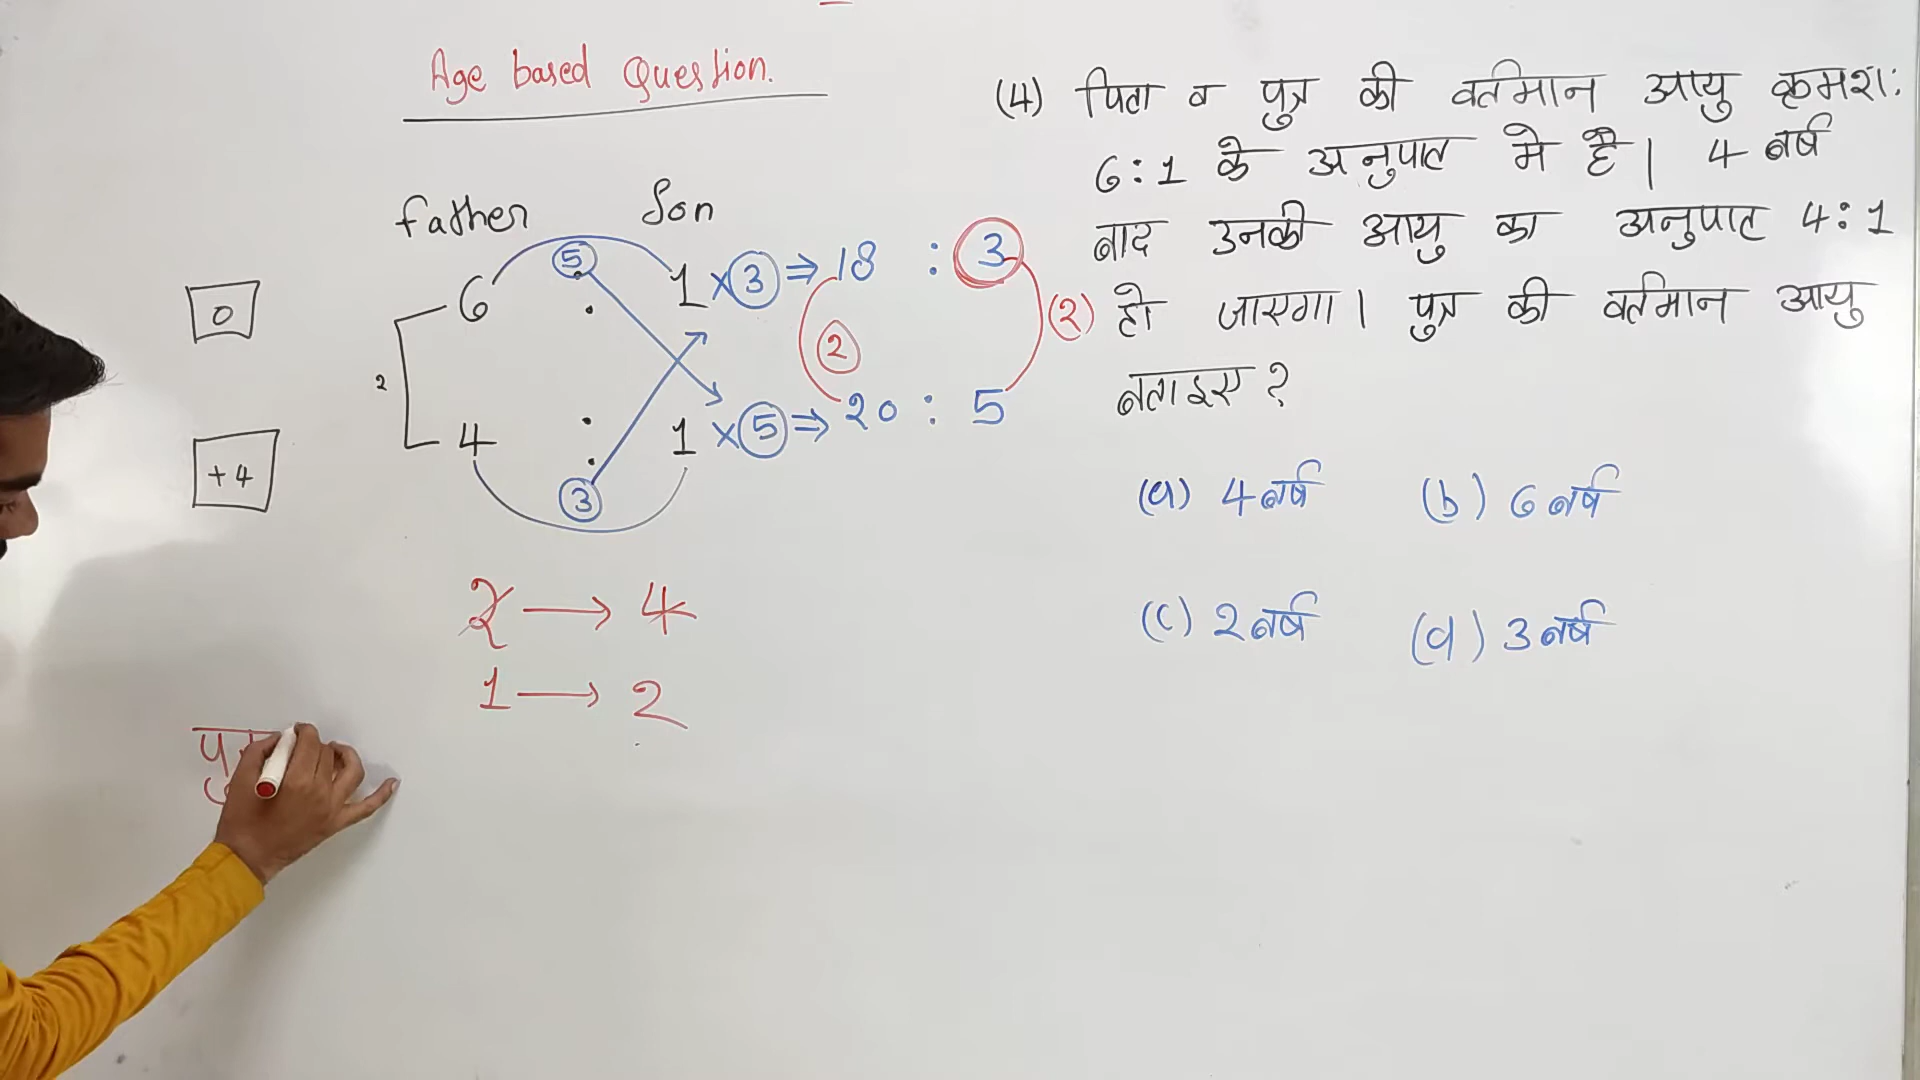 Age based Question.
Father Son
0
6 : 1 ×3 ⇒ 18 : 3
5
2
2 (2)
+4
4 : 1 ×5 ⇒ 20 : 5
3
2 ⟶ 4
1 ⟶ 2
(4) पिता व पुत्र की वर्तमान आयु क्रमशः
6:1 के अनुपात मे है। 4 वर्ष
बाद उनकी आयु का अनुपात 4:1
हो जाएगा। पुत्र की वर्तमान आयु
बताइए ?
(a) 4 वर्ष (b) 6 वर्ष
(c) 2 वर्ष (d) 3 वर्ष